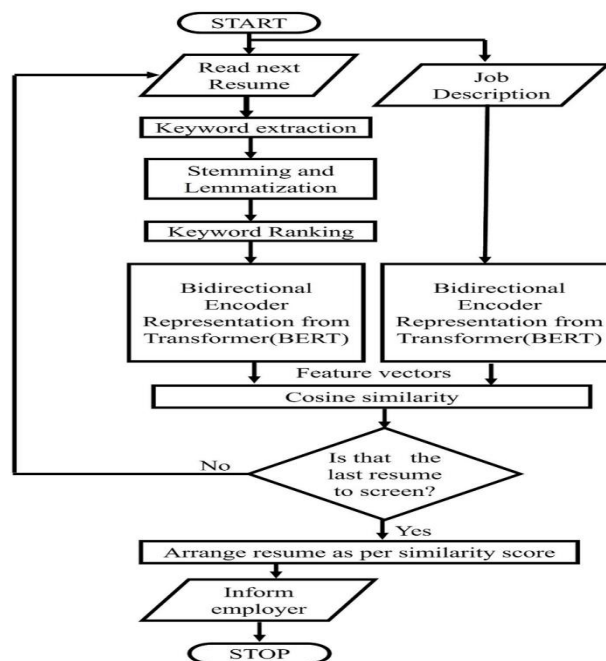 START
Read next
Resume
Job
Description
Keyword extraction
Stemming and
Lemmatization
Keyword Ranking
Bidirectional
Encoder
Representation from
Transformer(BERT)
Bidirectional
Encoder
Representation from
Transformer(BERT)
Feature vectors
Cosine similarity
Is that the
last resume
to screen?
No
Yes
Arrange resume as per similarity score
Inform
employer
STOP